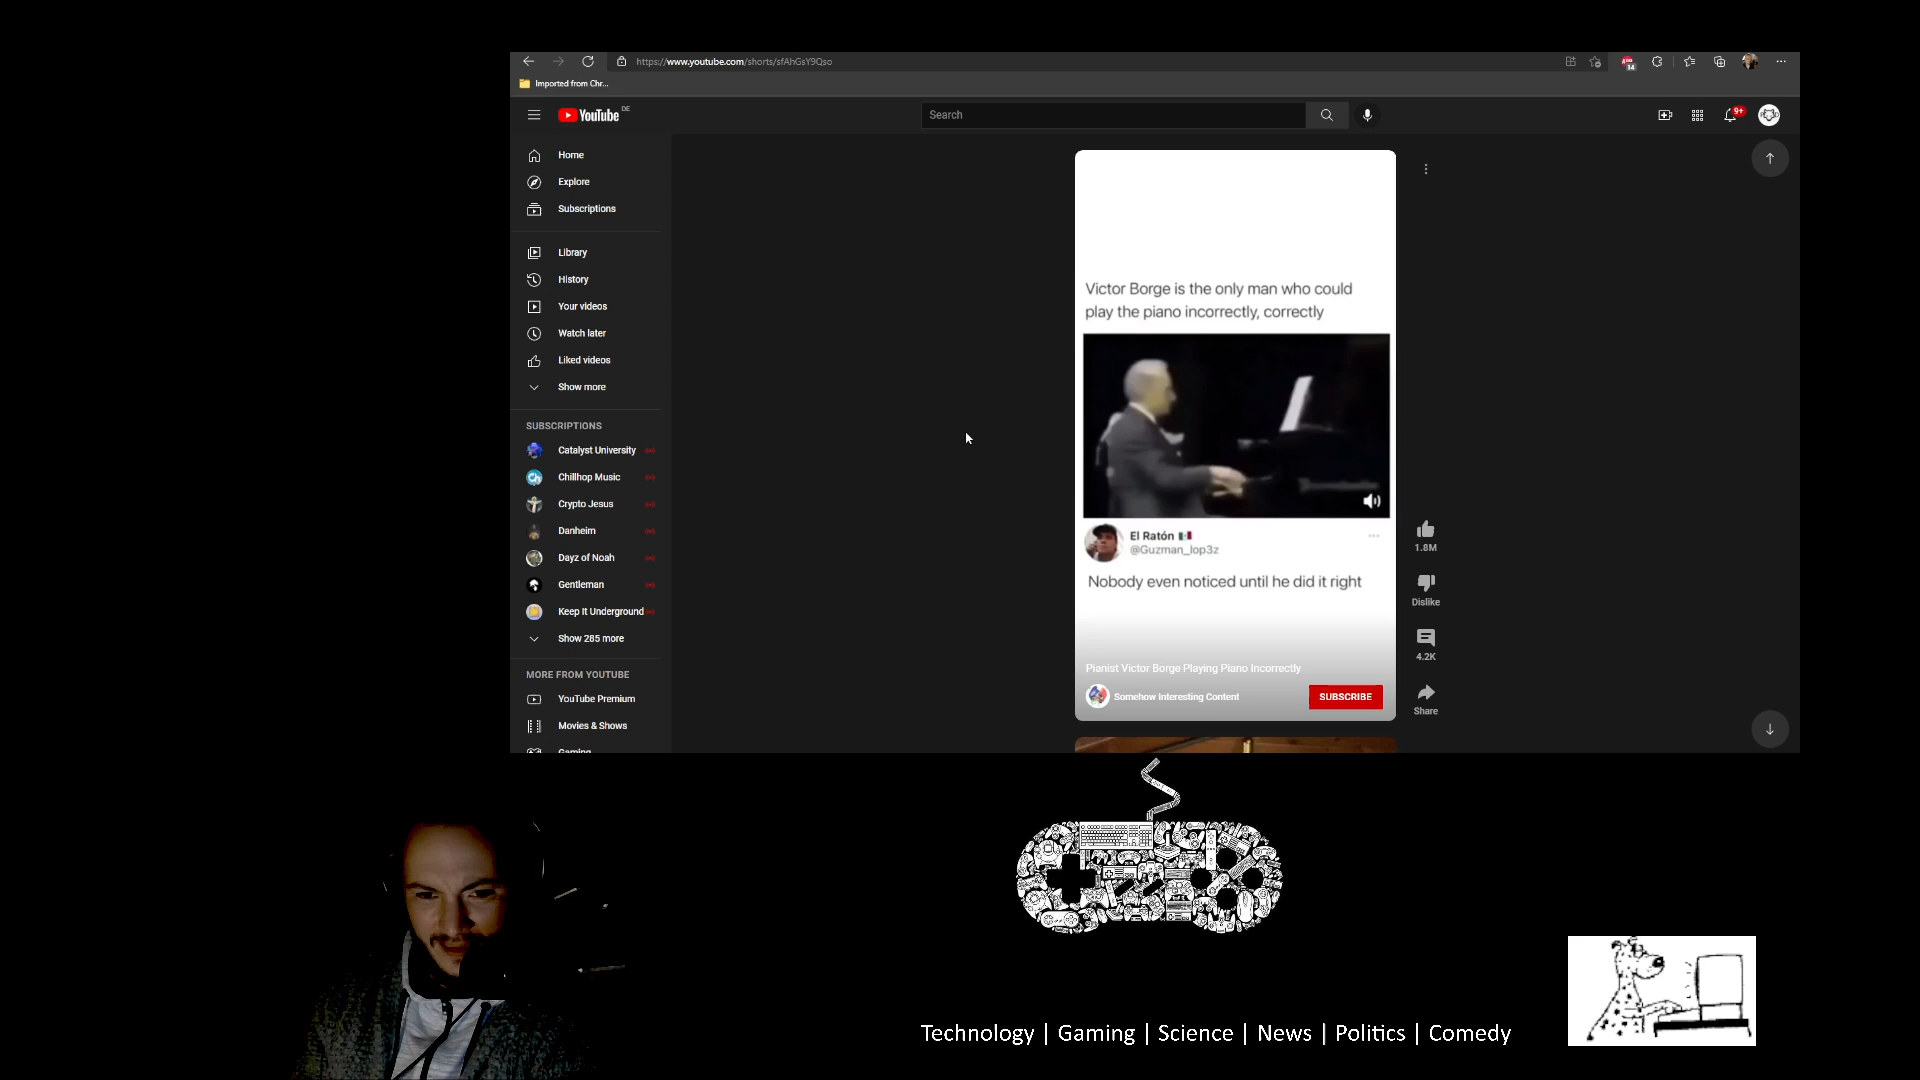 https://www.youtube.com/shorts/sfAhGsY9Qso
14
Imported from Chr...
YouTube DE
Search
9+
Home
Explore
Subscriptions
Library
History
Your videos
Watch later
Liked videos
Show more
SUBSCRIPTIONS
Catalyst University
Chillhop Music
Crypto Jesus
Danheim
Dayz of Noah
Gentleman
Keep It Underground
Show 285 more
MORE FROM YOUTUBE
YouTube Premium
Movies & Shows
Gaming
Victor Borge is the only man who could
play the piano incorrectly, correctly
El Ratón
@Guzman_lop3z
Nobody even noticed until he did it right
Pianist Victor Borge Playing Piano Incorrectly
Somehow Interesting Content
SUBSCRIBE
1.8M
Dislike
4.2K
Share
Technology | Gaming | Science | News | Politics | Comedy